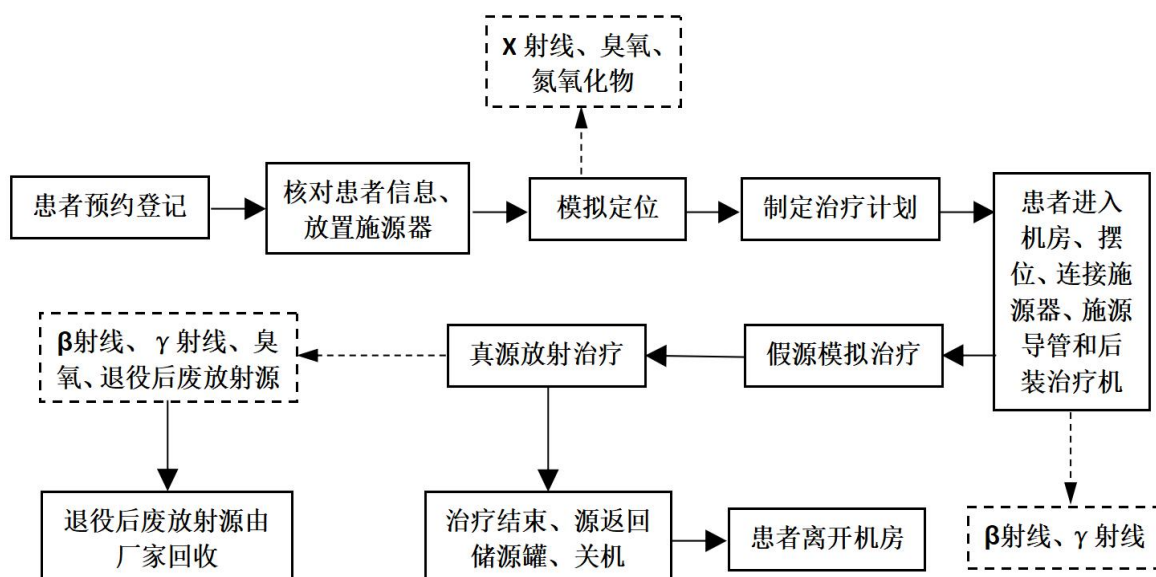 X 射线、臭氧、
氮氧化物
患者预约登记
核对患者信息、
放置施源器
模拟定位
制定治疗计划
患者进入
机房、摆
位、连接施
源器、施源
导管和后
装治疗机
β射线、γ射线、臭
氧、退役后废放射源
真源放射治疗
假源模拟治疗
退役后废放射源由
厂家回收
治疗结束、源返回
储源罐、关机
患者离开机房
β射线、γ射线